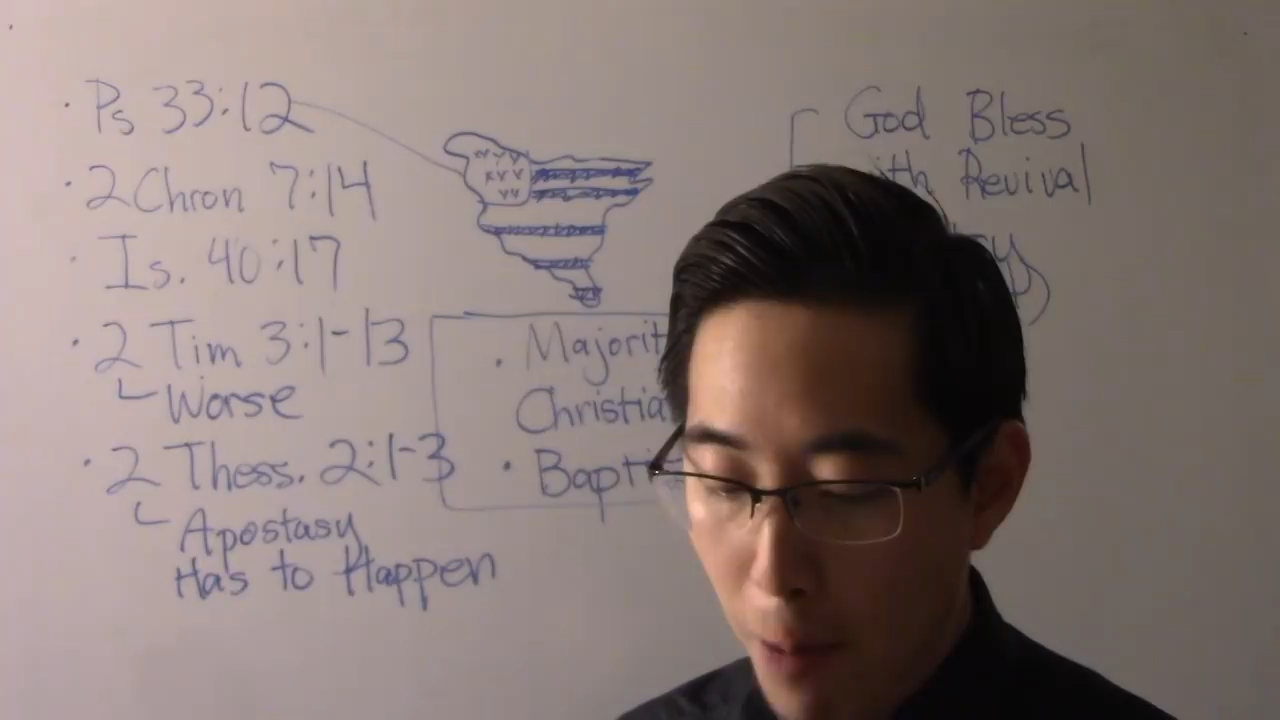 · Ps 33:12
· 2 Chron 7:14
· Is. 40:17
· 2 Tim 3:1-13
Worse
· 2 Thess. 2:1-3
Apostasy
Has to Happen
· Majorit
Christia
· Bapt
God Bless
Revival